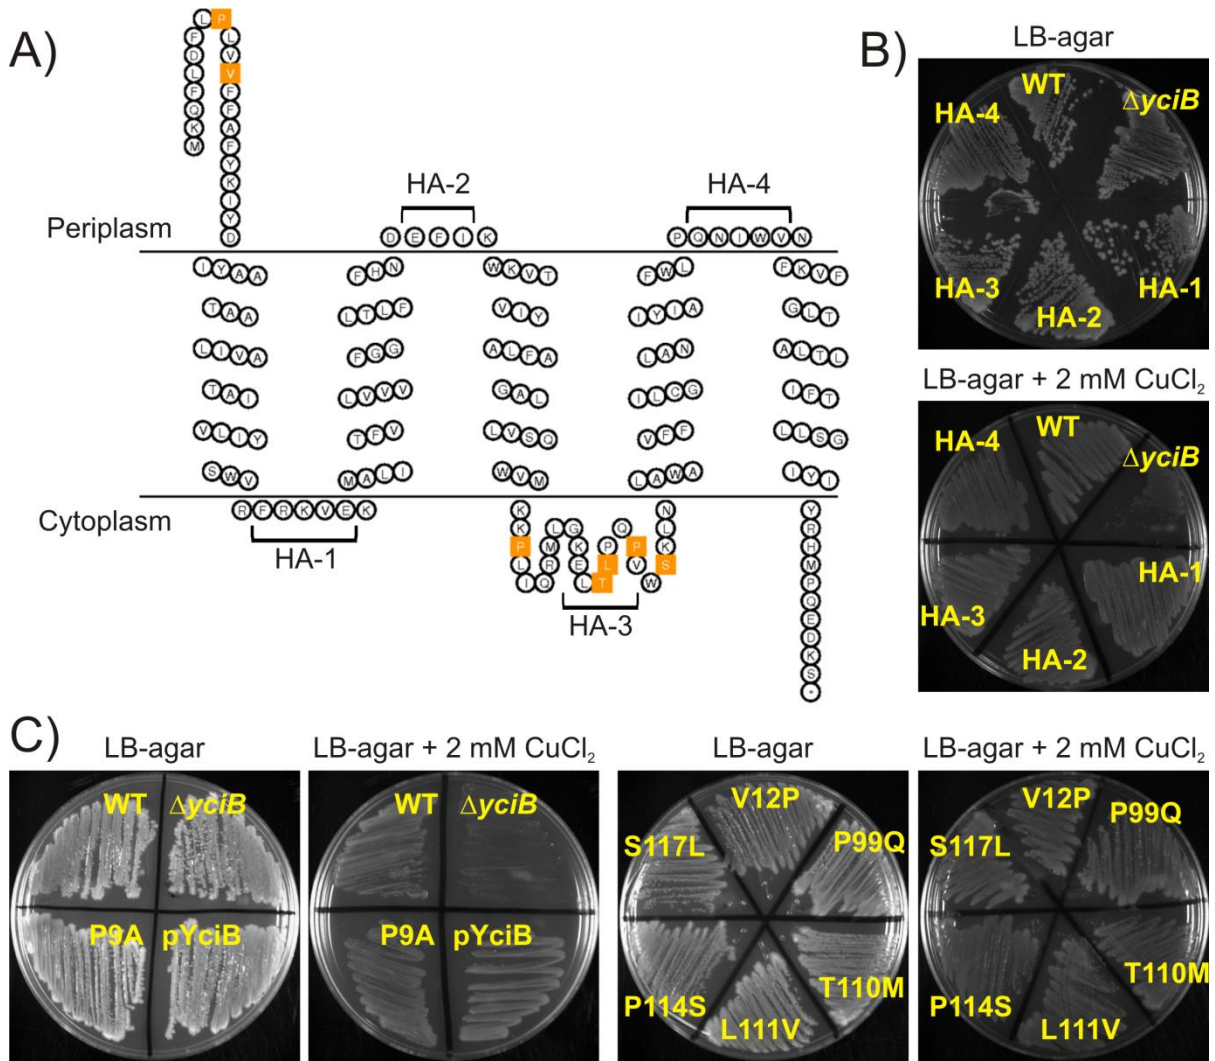 A)
L P
F D L F Q K M
L V V F F A F Y K I Y D
Periplasm
HA-2
HA-4
D E F I K
P Q N I W V N
I Y A A
T A A
L I V A
T A I
V L I Y
S W V
F H N
L T L F
F G G
L V V V
T F V
M A L I
W K V T
V I Y
A L F A
G A L
L V S Q
W V M
F W L
I Y I A
L A N
I L C G
V F F
L A W A
F K V F
G L T
A L T L
I F T
L L S G
I Y I
Cytoplasm
R F R K V E K
HA-1
K K P L I Q R M L G K E L T L P Q P V W S K L N
HA-3
Y R H M P Q E D K S *
B)
LB-agar
WT
ΔyciB
HA-4
HA-3
HA-2
HA-1
LB-agar + 2 mM CuCl₂
WT
ΔyciB
HA-4
HA-1
HA-3
HA-2
C)
LB-agar
WT ΔyciB
P9A pYciB
LB-agar + 2 mM CuCl₂
WT ΔyciB
P9A pYciB
LB-agar
V12P
S117L
P99Q
P114S
T110M
L111V
LB-agar + 2 mM CuCl₂
V12P
P99Q
S117L
T110M
P114S
L111V